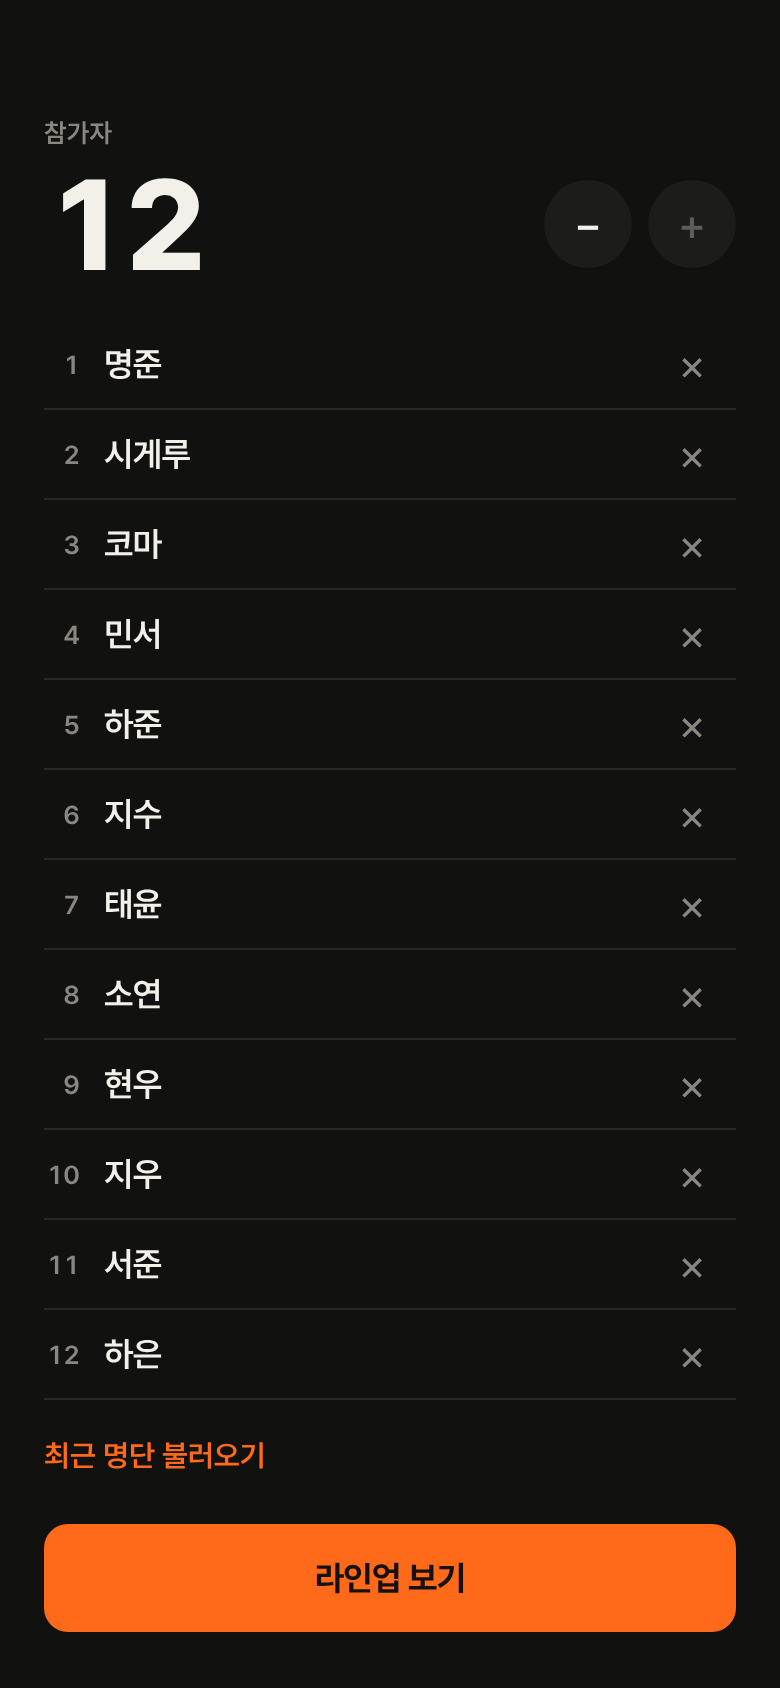 참가자
12 − +
1 명준 ×
2 시게루 ×
3 코마 ×
4 민서 ×
5 하준 ×
6 지수 ×
7 태윤 ×
8 소연 ×
9 현우 ×
10 지우 ×
11 서준 ×
12 하은 ×
최근 명단 불러오기
라인업 보기